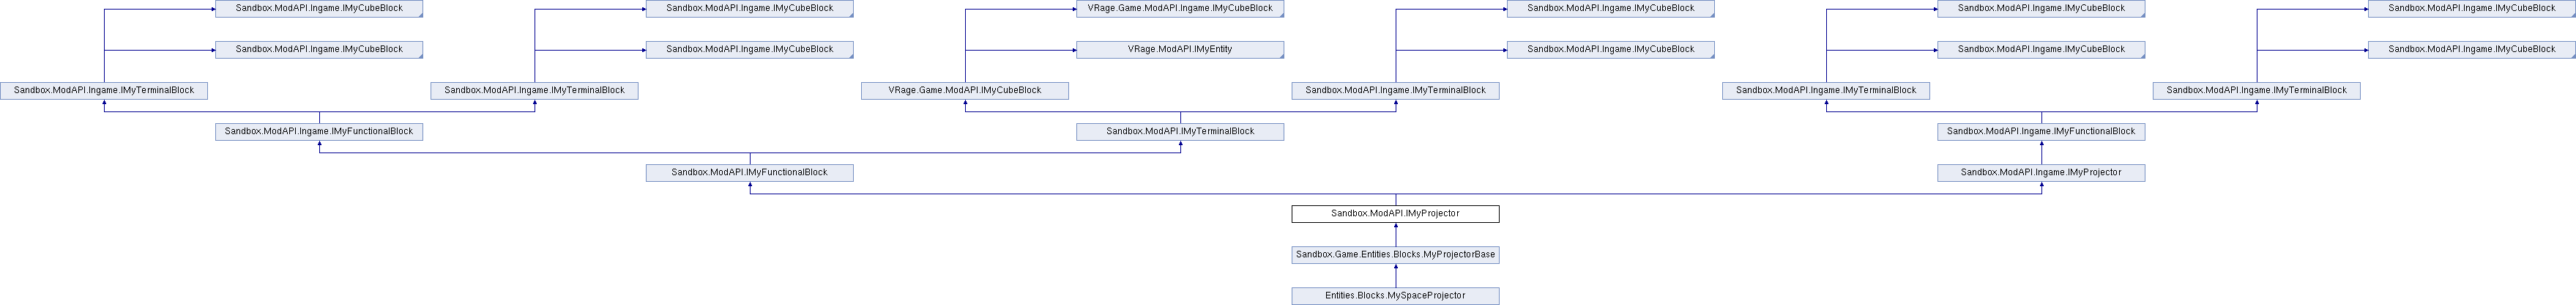 Sandbox.ModAPI.Ingame.IMyCubeBlock
Sandbox.ModAPI.Ingame.IMyCubeBlock
VRage.Game.ModAPI.Ingame.IMyCubeBlock
Sandbox.ModAPI.Ingame.IMyCubeBlock
Sandbox.ModAPI.Ingame.IMyCubeBlock
Sandbox.ModAPI.Ingame.IMyCubeBlock
Sandbox.ModAPI.Ingame.IMyCubeBlock
Sandbox.ModAPI.Ingame.IMyCubeBlock
VRage.ModAPI.IMyEntity
Sandbox.ModAPI.Ingame.IMyCubeBlock
Sandbox.ModAPI.Ingame.IMyCubeBlock
Sandbox.ModAPI.Ingame.IMyCubeBlock
Sandbox.ModAPI.Ingame.IMyTerminalBlock
Sandbox.ModAPI.Ingame.IMyTerminalBlock
VRage.Game.ModAPI.IMyCubeBlock
Sandbox.ModAPI.Ingame.IMyTerminalBlock
Sandbox.ModAPI.Ingame.IMyTerminalBlock
Sandbox.ModAPI.Ingame.IMyTerminalBlock
Sandbox.ModAPI.Ingame.IMyFunctionalBlock
Sandbox.ModAPI.IMyTerminalBlock
Sandbox.ModAPI.Ingame.IMyFunctionalBlock
Sandbox.ModAPI.IMyFunctionalBlock
Sandbox.ModAPI.Ingame.IMyProjector
Sandbox.ModAPI.IMyProjector
Sandbox.Game.Entities.Blocks.MyProjectorBase
Entities.Blocks.MySpaceProjector